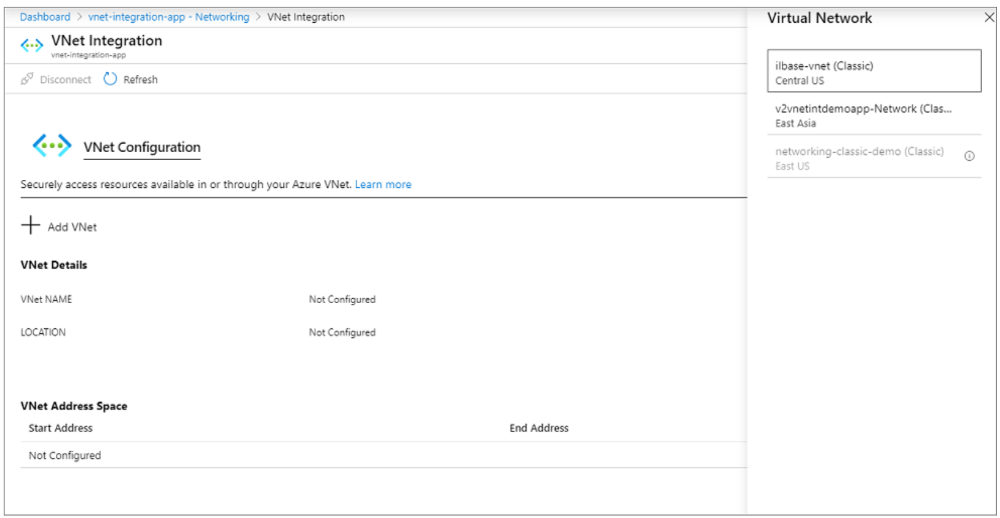 Dashboard > vnet-integration-app - Networking > VNet Integration
VNet Integration
vnet-integration-app
Disconnect Refresh
VNet Configuration
Securely access resources available in or through your Azure VNet. Learn more
Add VNet
VNet Details
VNet NAME Not Configured
LOCATION Not Configured
VNet Address Space
Start Address End Address
Not Configured
Virtual Network
ilbase-vnet (Classic)
Central US
v2vnetintdemoapp-Network (Clas...
East Asia
networking-classic-demo (Classic)
East US